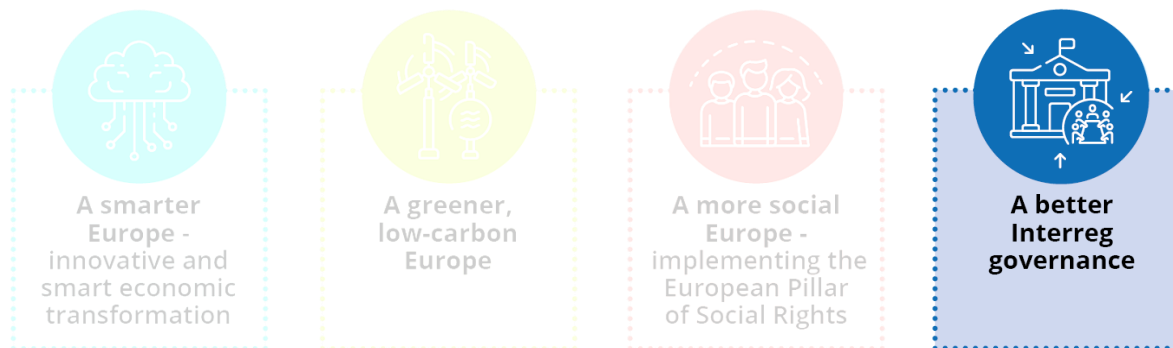 A smarter
Europe -
innovative and
smart economic
transformation
A greener,
low-carbon
Europe
A more social
Europe -
implementing the
European Pillar
of Social Rights
A better
Interreg
governance